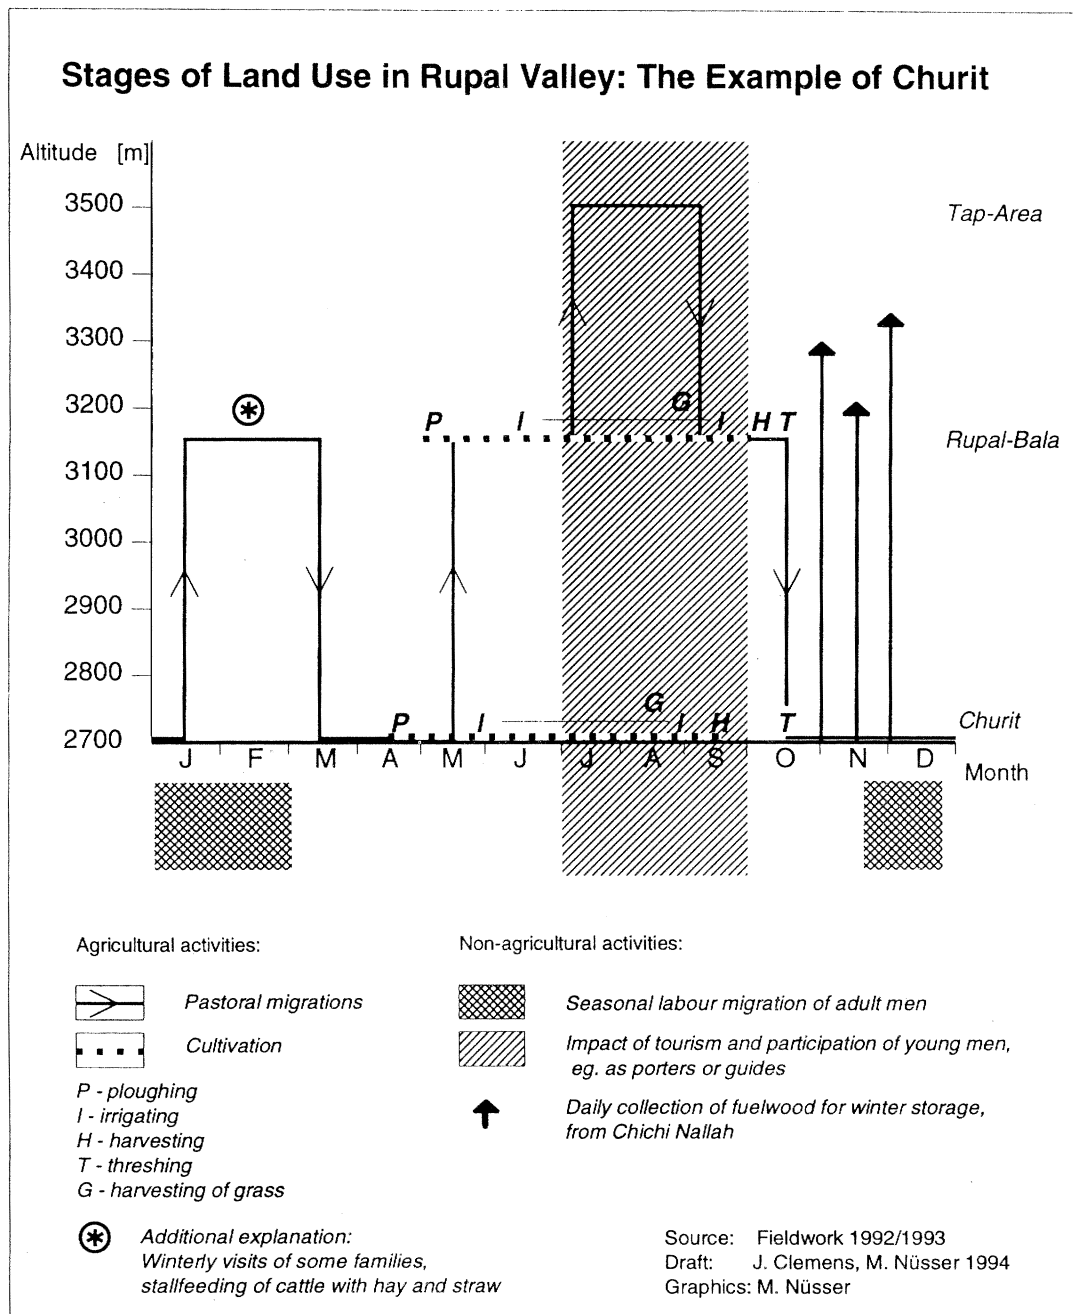 Stages of Land Use in Rupal Valley: The Example of Churit
Altitude [m]
3500
Tap-Area
3400
3300
3200
G
P I I H T
Rupal-Bala
3100
3000
2900
2800
G
P I I H T
Churit
2700
J F M A M J J A S O N D
Month
Agricultural activities:
Pastoral migrations
Cultivation
P - ploughing
I - irrigating
H - harvesting
T - threshing
G - harvesting of grass
Additional explanation:
Winterly visits of some families,
stallfeeding of cattle with hay and straw
Non-agricultural activities:
Seasonal labour migration of adult men
Impact of tourism and participation of young men,
eg. as porters or guides
Daily collection of fuelwood for winter storage,
from Chichi Nallah
Source: Fieldwork 1992/1993
Draft: J. Clemens, M. Nüsser 1994
Graphics: M. Nüsser